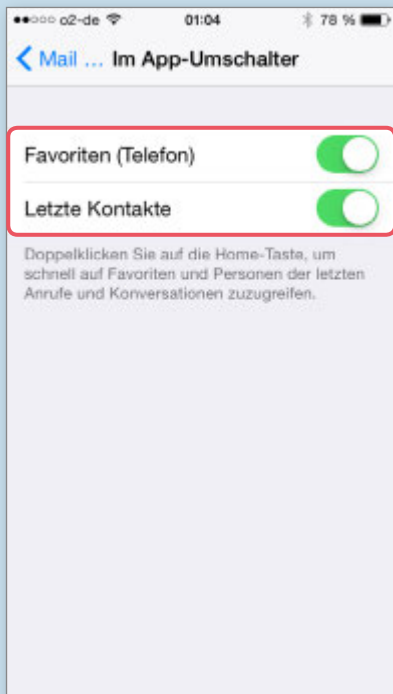 o2-de 01:04 78 %
Mail ... Im App-Umschalter
Favoriten (Telefon)
Letzte Kontakte
Doppelklicken Sie auf die Home-Taste, um
schnell auf Favoriten und Personen der letzten
Anrufe und Konversationen zuzugreifen.